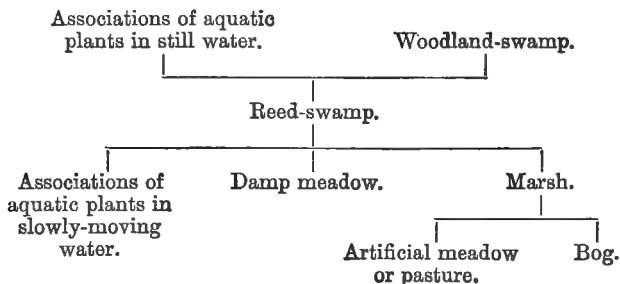 Associations of aquatic
plants in still water.
Woodland-swamp.
Reed-swamp.
Associations of
aquatic plants in
slowly-moving
water.
Damp meadow.
Marsh.
Artificial meadow
or pasture.
Bog.